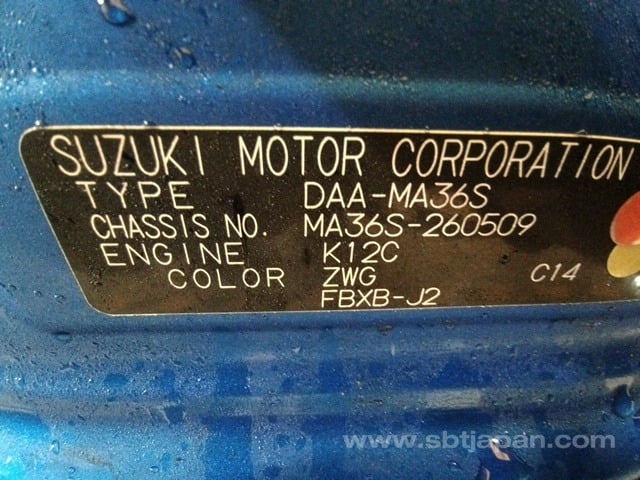 SUZUKI MOTOR CORPORATION
TYPE DAA-MA36S
CHASSIS NO. MA36S-260509
ENGINE K12C
COLOR ZWG C14
FBXB-J2
www.sbtjapan.com